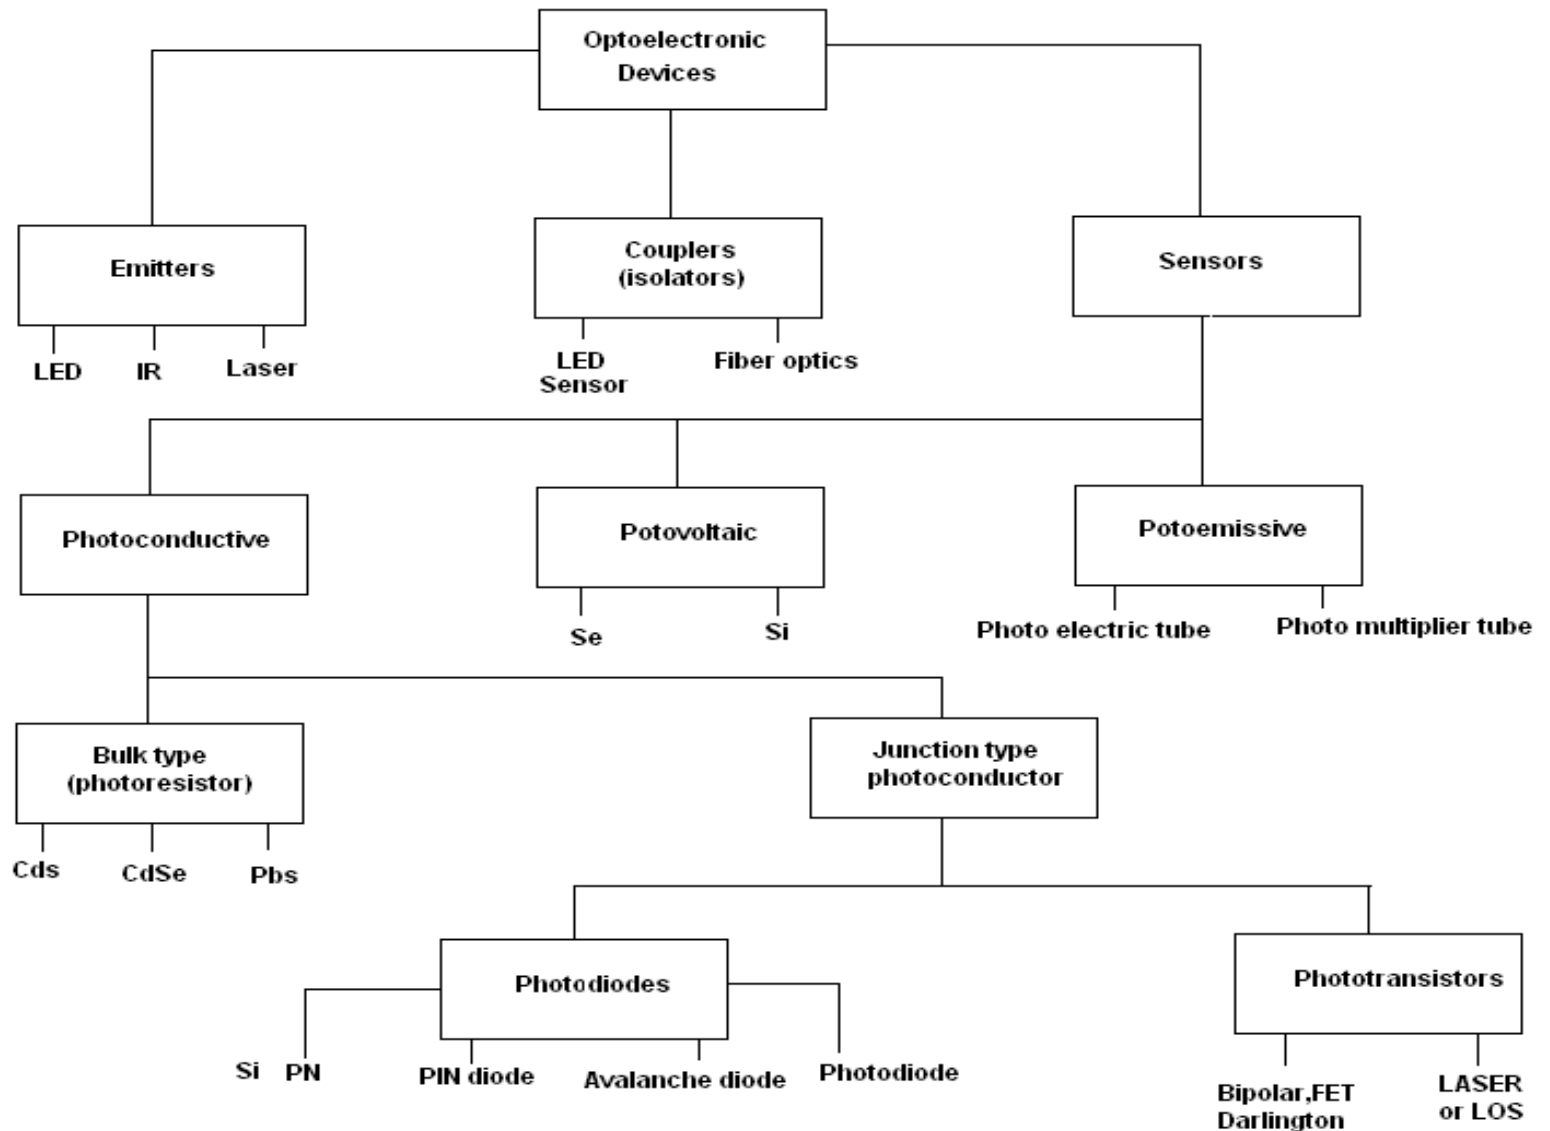 Optoelectronic
Devices
Emitters
Couplers
(isolators)
Sensors
LED
IR
Laser
LED
Sensor
Fiber optics
Photoconductive
Potovoltaic
Potoemissive
Se
Si
Photo electric tube
Photo multiplier tube
Bulk type
(photoresistor)
Junction type
photoconductor
Cds
CdSe
Pbs
Photodiodes
Phototransistors
Si PN
PIN diode
Avalanche diode
Photodiode
Bipolar,FET
Darlington
LASER
or LOS